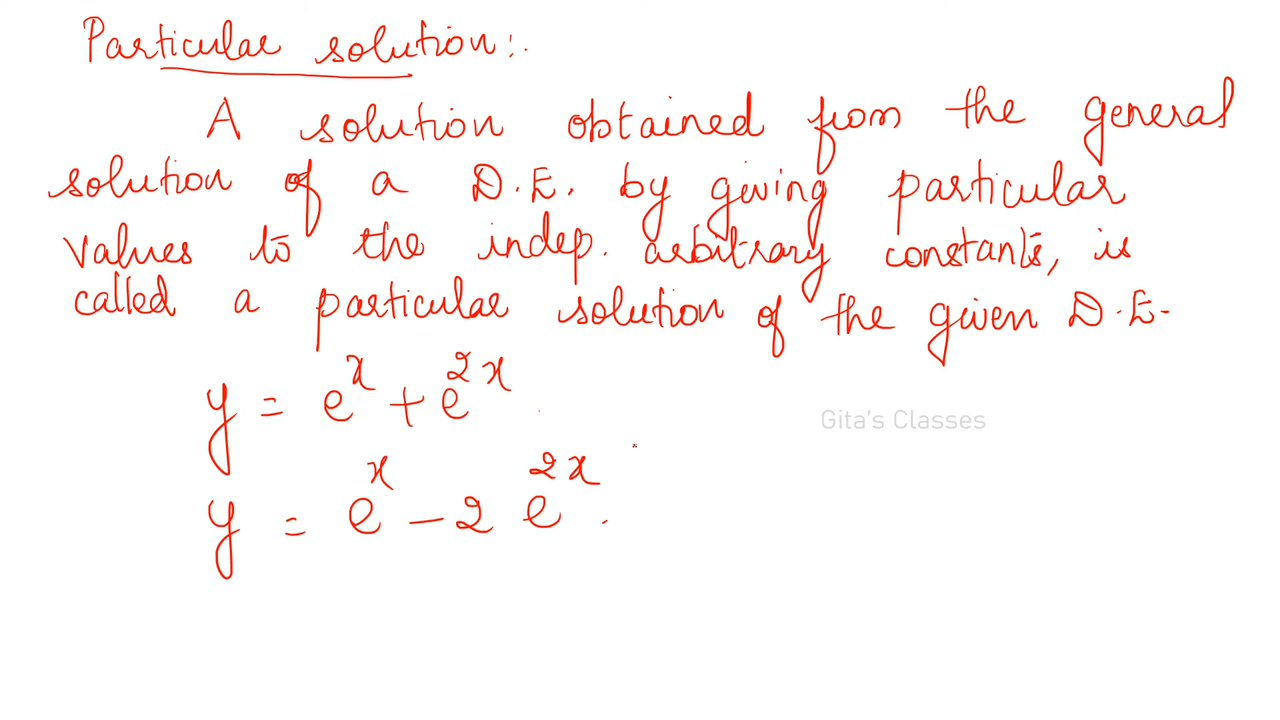 Particular solution:.
A solution obtained from the general
solution of a D.E. by giving particular
values to the indep. arbitrary constants, is
called a particular solution of the given D.E.
y = e^x + e^{2x}
Gita's Classes
y = e^x - 2 e^{2x}.